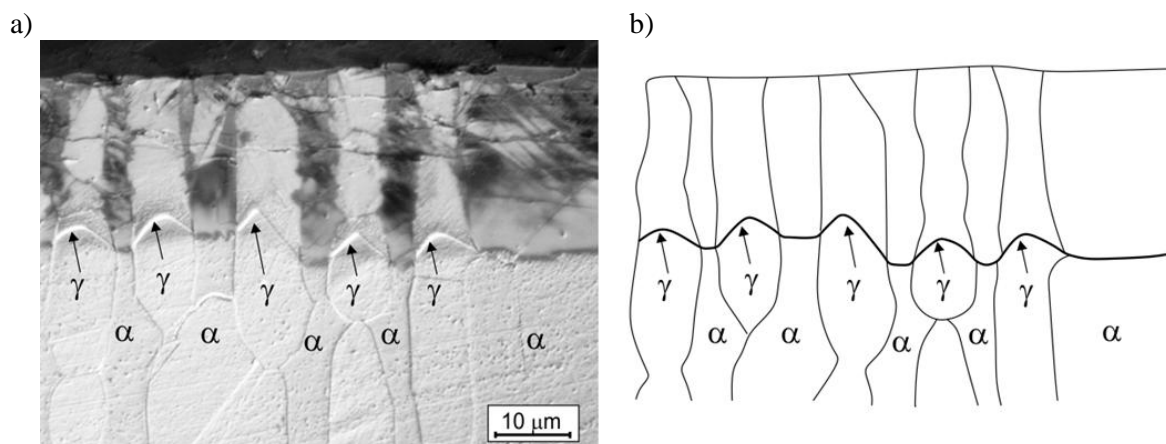 a)
b)
γ γ γ γ γ
α α α α α
10 μm
γ γ γ γ γ
α α α α α